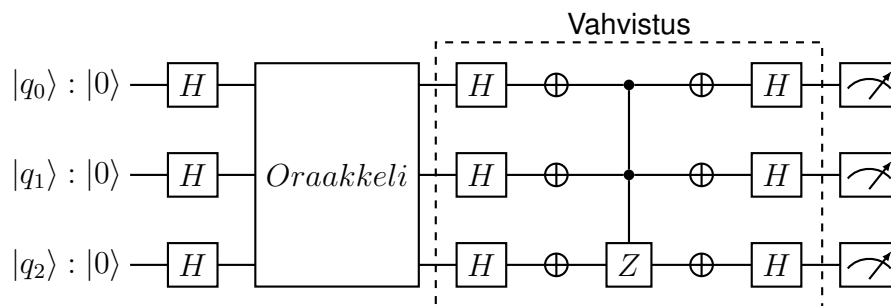 Vahvistus
|q₀⟩ : |0⟩ H H H
|q₁⟩ : |0⟩ H Oraakkeli H H
|q₂⟩ : |0⟩ H H Z H